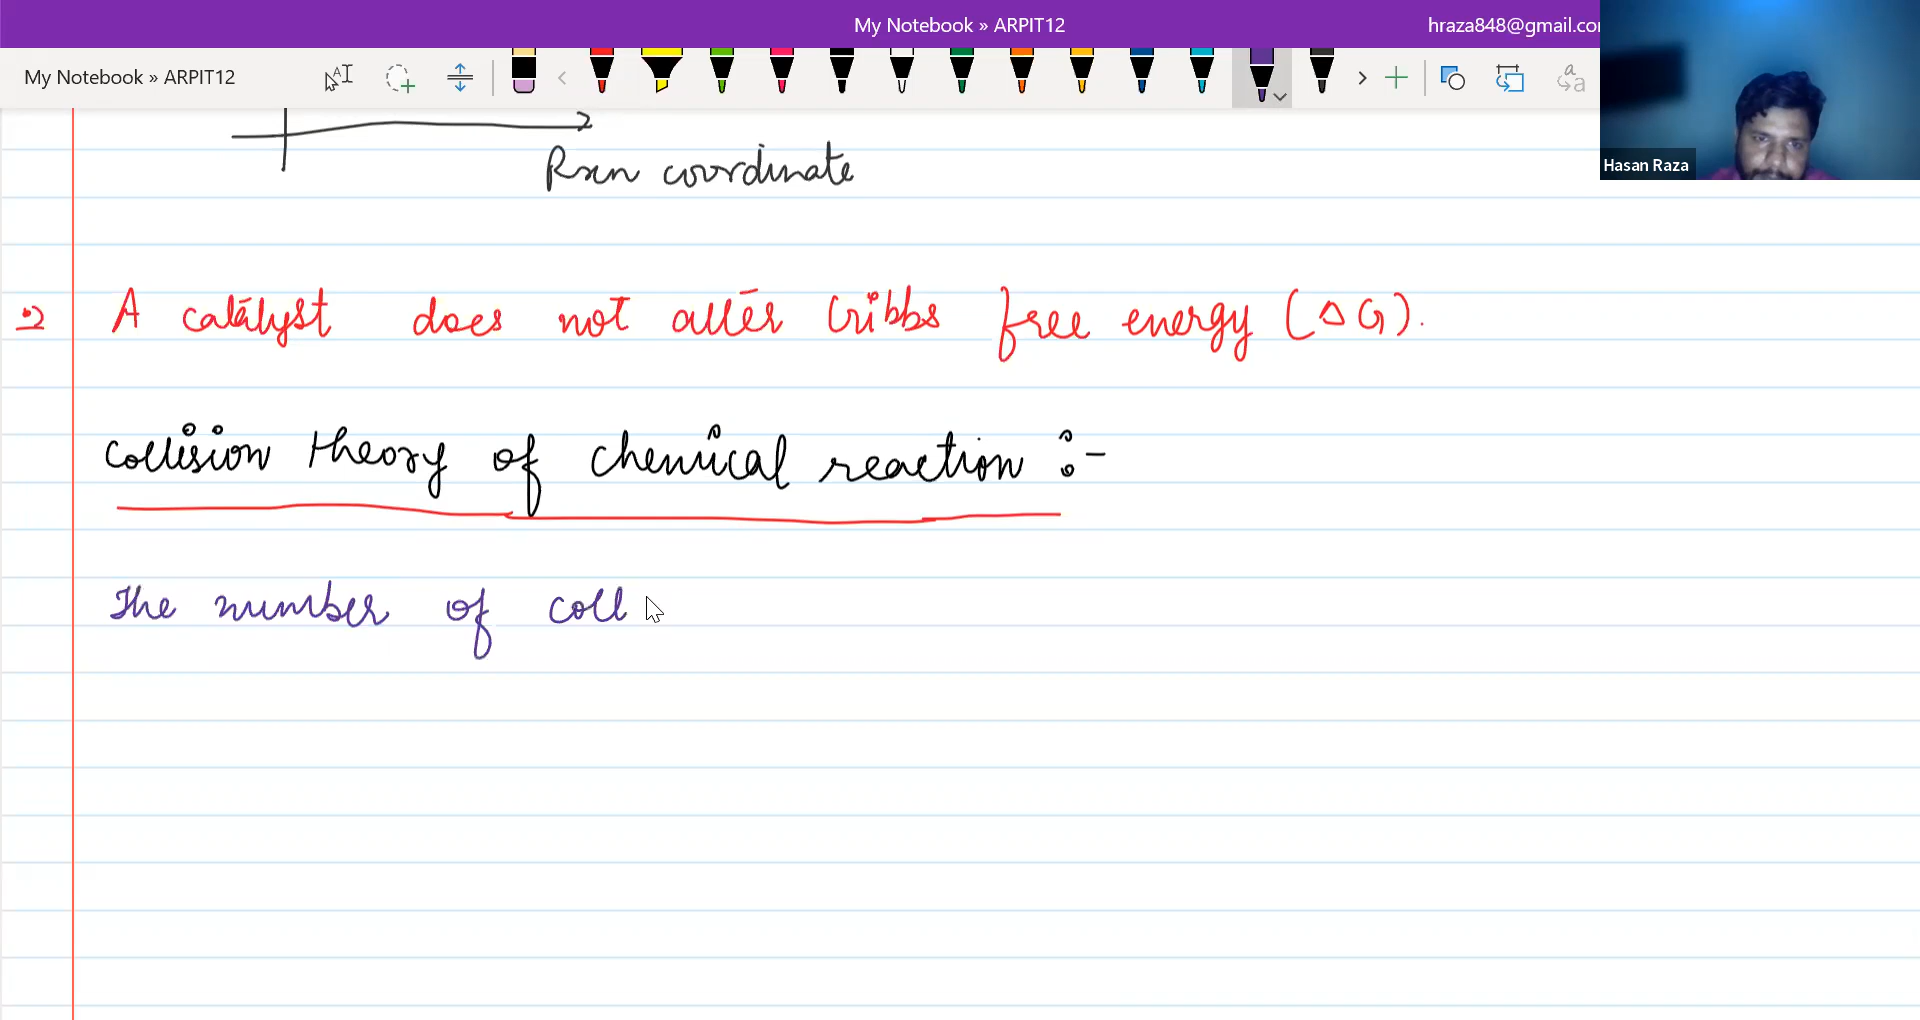 My Notebook » ARPIT12
hraza848@gmail.co
My Notebook » ARPIT12
Hasan Raza
Rxn coordinate
A catalyst does not alter Gibbs free energy (ΔG).
Collision theory of chemical reaction :-
The number of coll